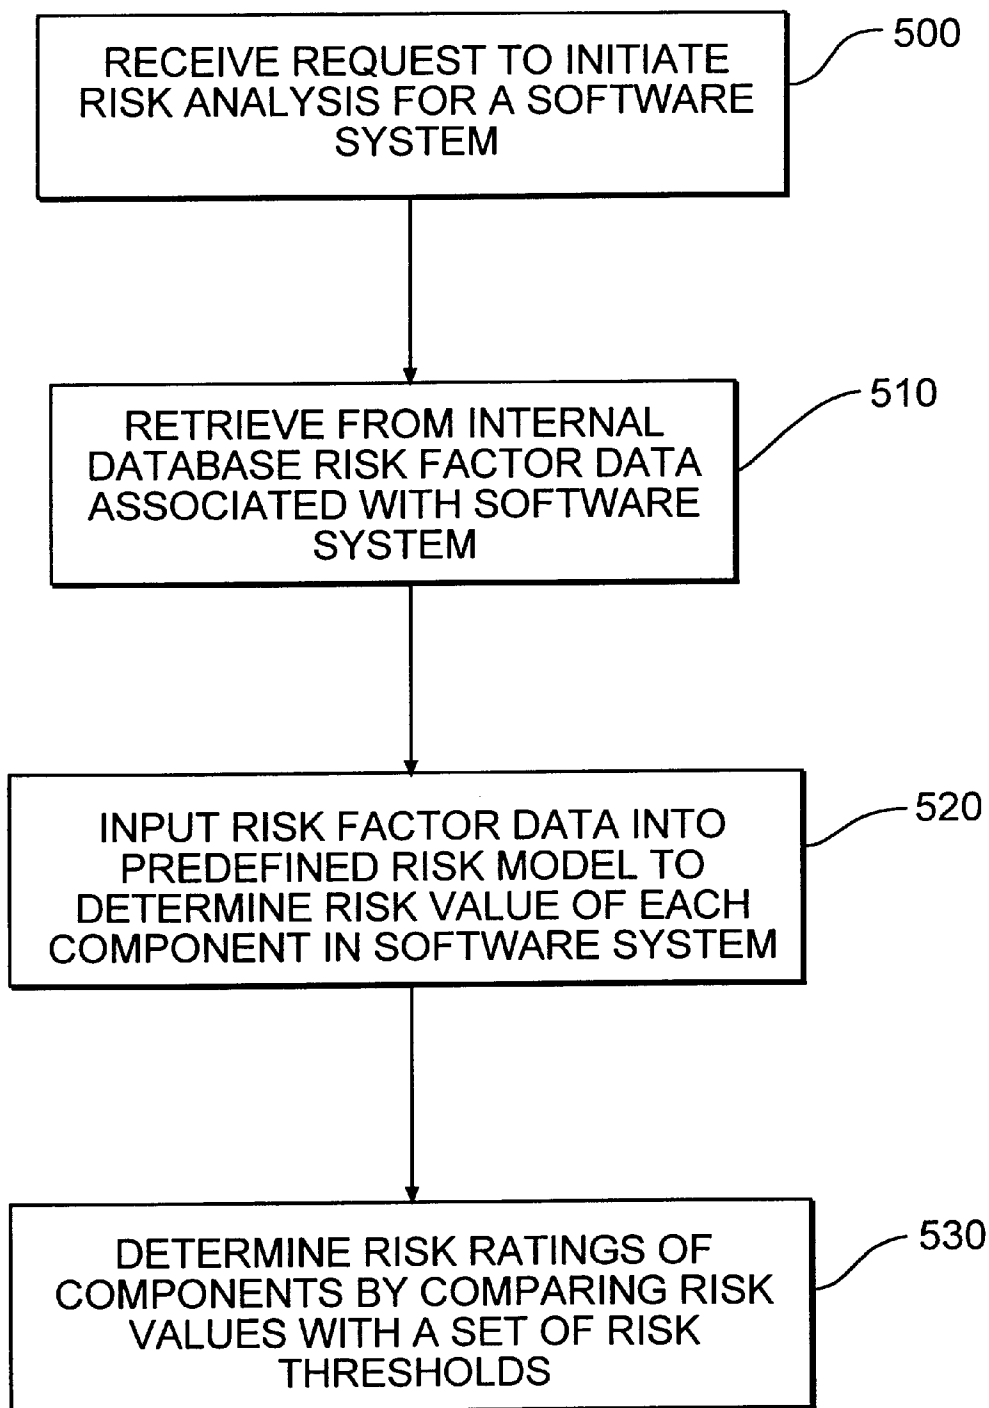 RECEIVE REQUEST TO INITIATE
RISK ANALYSIS FOR A SOFTWARE
SYSTEM
500
RETRIEVE FROM INTERNAL
DATABASE RISK FACTOR DATA
ASSOCIATED WITH SOFTWARE
SYSTEM
510
INPUT RISK FACTOR DATA INTO
PREDEFINED RISK MODEL TO
DETERMINE RISK VALUE OF EACH
COMPONENT IN SOFTWARE SYSTEM
520
DETERMINE RISK RATINGS OF
COMPONENTS BY COMPARING RISK
VALUES WITH A SET OF RISK
THRESHOLDS
530